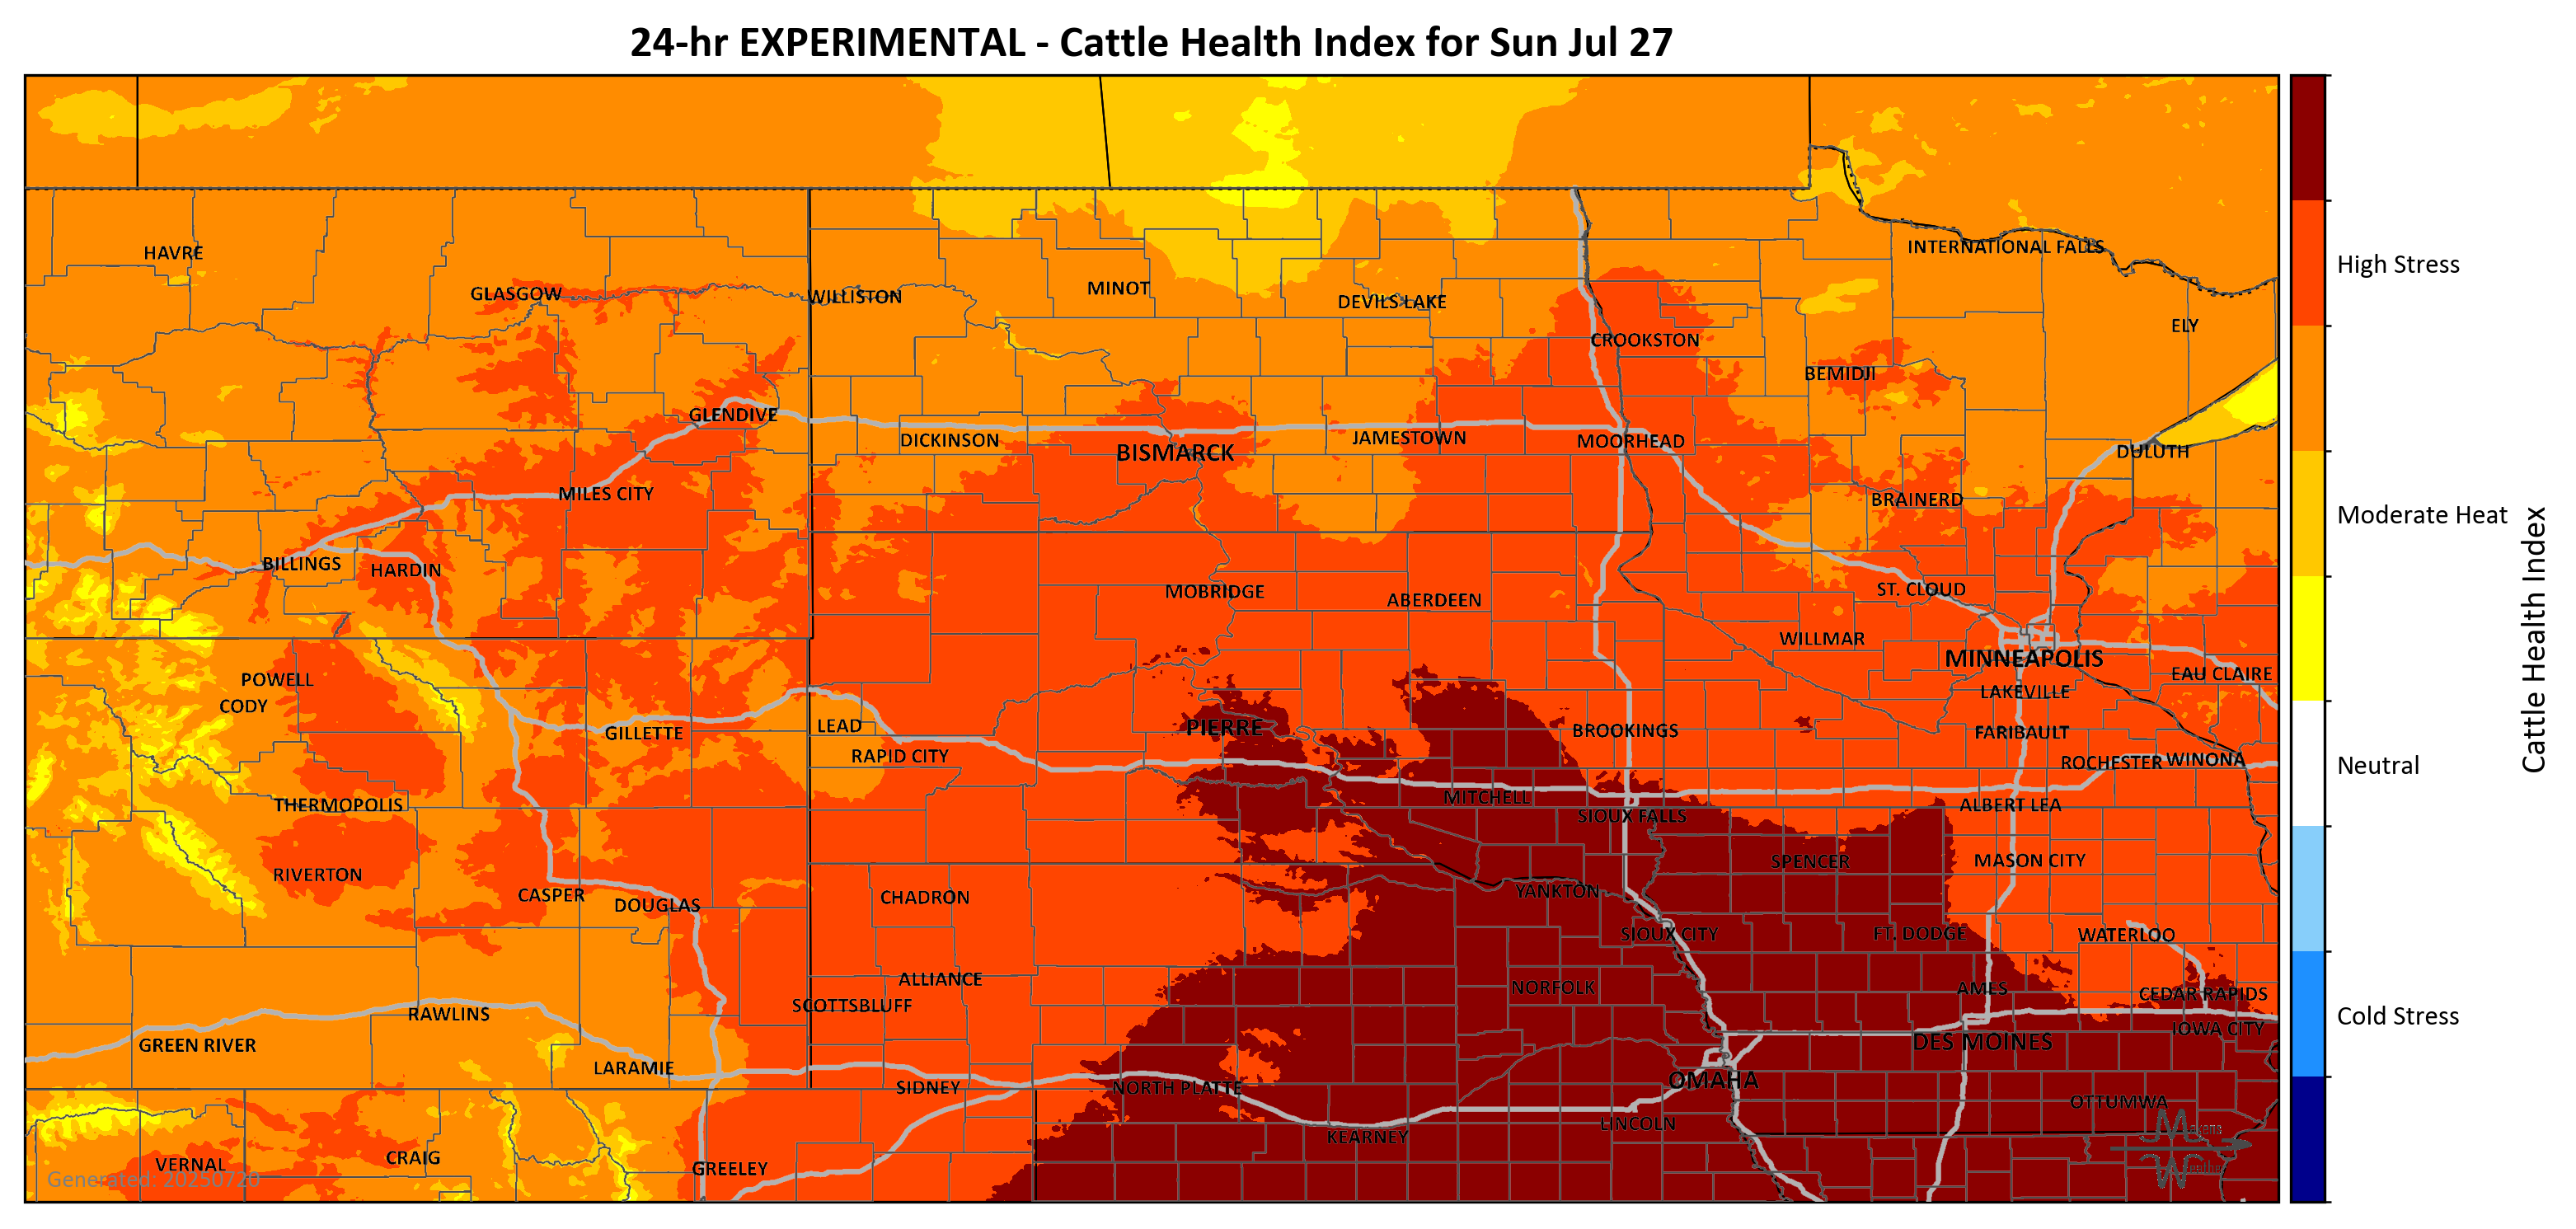 24-hr EXPERIMENTAL - Cattle Health Index for Sun Jul 27
HAVRE
INTERNATIONAL FALLS
High Stress
GLASGOW
WILLISTON
MINOT
DEVILS LAKE
ELY
CROOKSTON
BEMIDJI
GLENDIVE
DICKINSON
BISMARCK
JAMESTOWN
MOORHEAD
DULUTH
MILES CITY
BRAINERD
Moderate Heat
BILLINGS
HARDIN
MOBRIDGE
ABERDEEN
ST. CLOUD
WILLMAR
MINNEAPOLIS
Cattle Health Index
POWELL
CODY
LAKEVILLE
EAU CLAIRE
GILLETTE
LEAD
PIERRE
BROOKINGS
FARIBAULT
RAPID CITY
ROCHESTER
WINONA
Neutral
THERMOPOLIS
MITCHELL
SIOUX FALLS
ALBERT LEA
RIVERTON
SPENCER
MASON CITY
CASPER
DOUGLAS
CHADRON
YANKTON
SIOUX CITY
FT. DODGE
WATERLOO
ALLIANCE
NORFOLK
AMES
CEDAR RAPIDS
SCOTTSBLUFF
RAWLINS
Cold Stress
GREEN RIVER
IOWA CITY
DES MOINES
LARAMIE
SIDNEY
NORTH PLATTE
OMAHA
OTTUMWA
LINCOLN
KEARNEY
VERNAL
CRAIG
GREELEY
Generated: 20250720